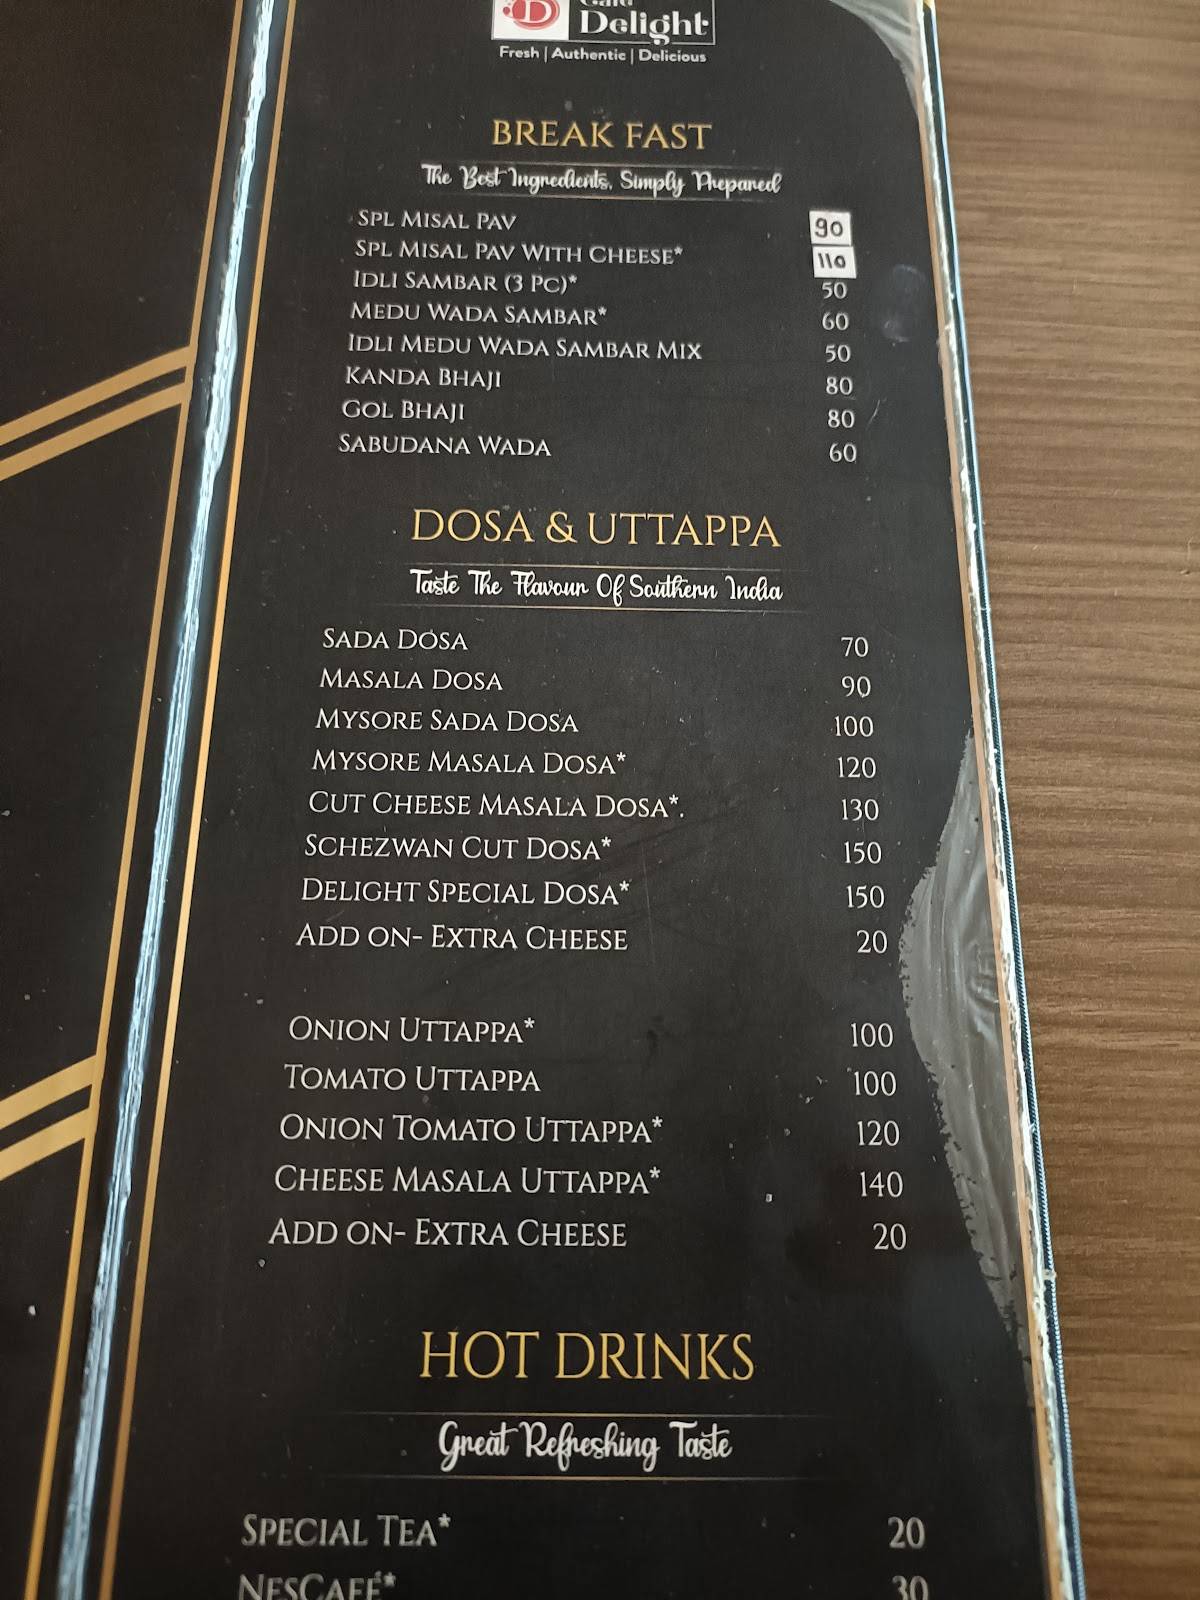 Delight
Fresh | Authentic | Delicious
BREAK FAST
The Best Ingredients, Simply Prepared
SPL MISAL PAV 90
SPL MISAL PAV WITH CHEESE* 110
IDLI SAMBAR (3 PC)* 50
MEDU WADA SAMBAR* 60
IDLI MEDU WADA SAMBAR MIX 50
KANDA BHAJI 80
GOL BHAJI 80
SABUDANA WADA 60
DOSA & UTTAPPA
Taste The Flavour Of Southern India
SADA DOSA 70
MASALA DOSA 90
MYSORE SADA DOSA 100
MYSORE MASALA DOSA* 120
CUT CHEESE MASALA DOSA*. 130
SCHEZWAN CUT DOSA* 150
DELIGHT SPECIAL DOSA* 150
ADD ON- EXTRA CHEESE 20
ONION UTTAPPA* 100
TOMATO UTTAPPA 100
ONION TOMATO UTTAPPA* 120
CHEESE MASALA UTTAPPA* 140
ADD ON- EXTRA CHEESE 20
HOT DRINKS
Great Refreshing Taste
SPECIAL TEA* 20
NESCAFÉ* 30